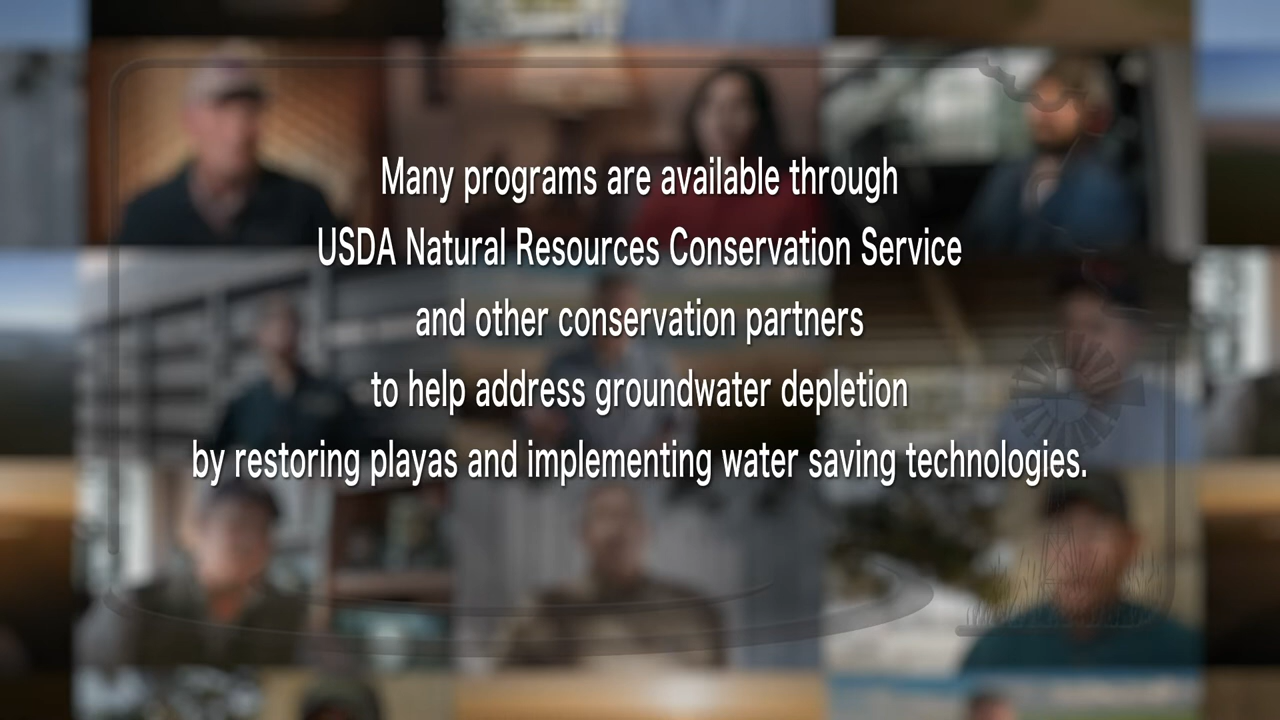 Many programs are available through
USDA Natural Resources Conservation Service
and other conservation partners
to help address groundwater depletion
by restoring playas and implementing water saving technologies.